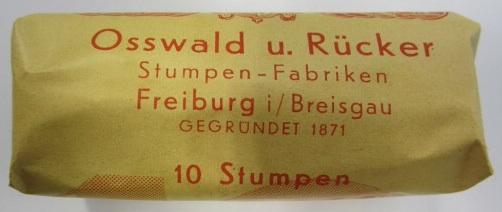 Osswald u. Rücker
Stumpen-Fabriken
Freiburg i/Breisgau
GEGRÜNDET 1871
10 Stumpen